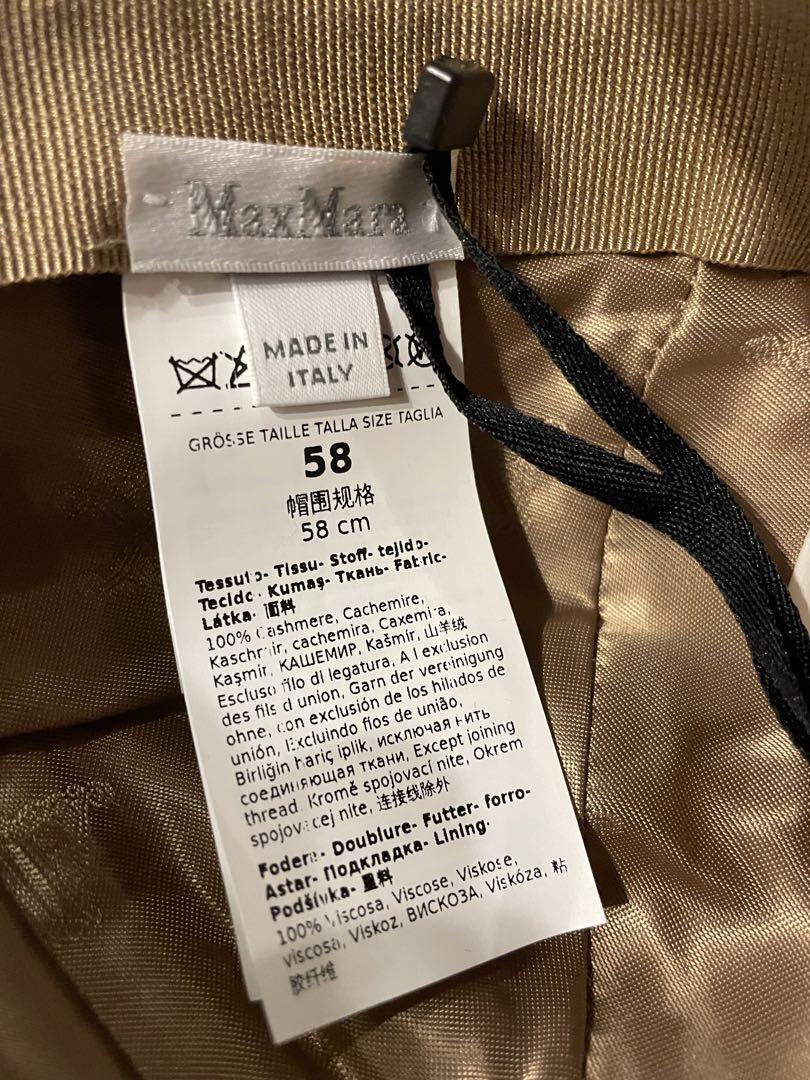 MaxMara
MADE IN
ITALY
GRÖSSE TAILLE TALLA SIZE TAGLIA
58
帽围规格
58 cm
Tessuto- Tissu- Stoff- tejido-
Tecido- Kumaş- Ткань- Fabric-
Látka- 面料
100% Cashmere, Cachemire,
Kaschmir, cachemira, Caxemira,
Kaşmir, КАШЕМИР, Kašmir, 山羊绒
Escluso filo di legatura, A l exclusion
des fils d union, Garn der vereinigung
ohne, con exclusión de los hilados de
unión, Excluindo fios de união,
Birliğin hariç iplik, исключая нить
соединяющая ткани, Except joining
thread, Kromě spojovací nite, Okrem
spojovacej nite, 连接线除外
Fodera- Doublure- Futter- forro-
Astar- Подкладка- Lining-
Podšívka- 里料
100% Viscosa, Viscose, Viskose,
viscosa, Viskoz, ВИСКОЗА, Viskóza, 粘
胶纤维